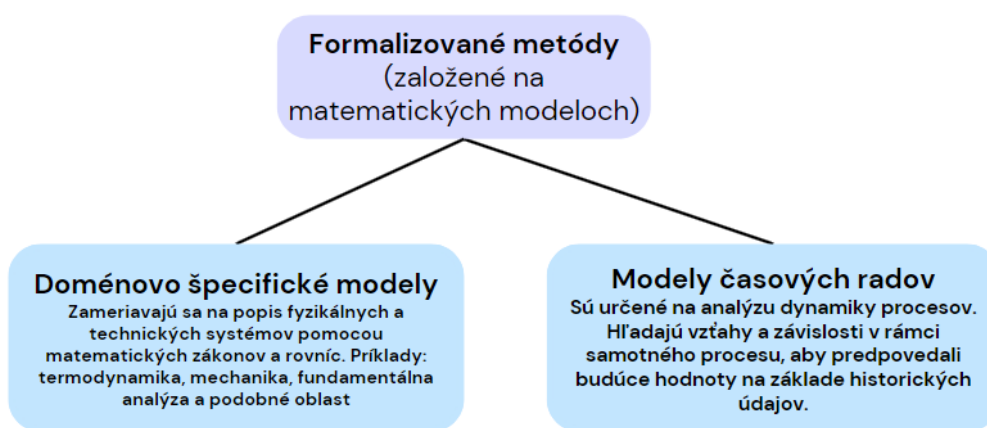 Formalizované metódy
(založené na
matematických modeloch)
Doménovo špecifické modely
Zameriavajú sa na popis fyzikálnych a
technických systémov pomocou
matematických zákonov a rovníc. Príklady:
termodynamika, mechanika, fundamentálna
analýza a podobné oblast
Modely časových radov
Sú určené na analýzu dynamiky procesov.
Hľadajú vzťahy a závislosti v rámci
samotného procesu, aby predpovedali
budúce hodnoty na základe historických
údajov.